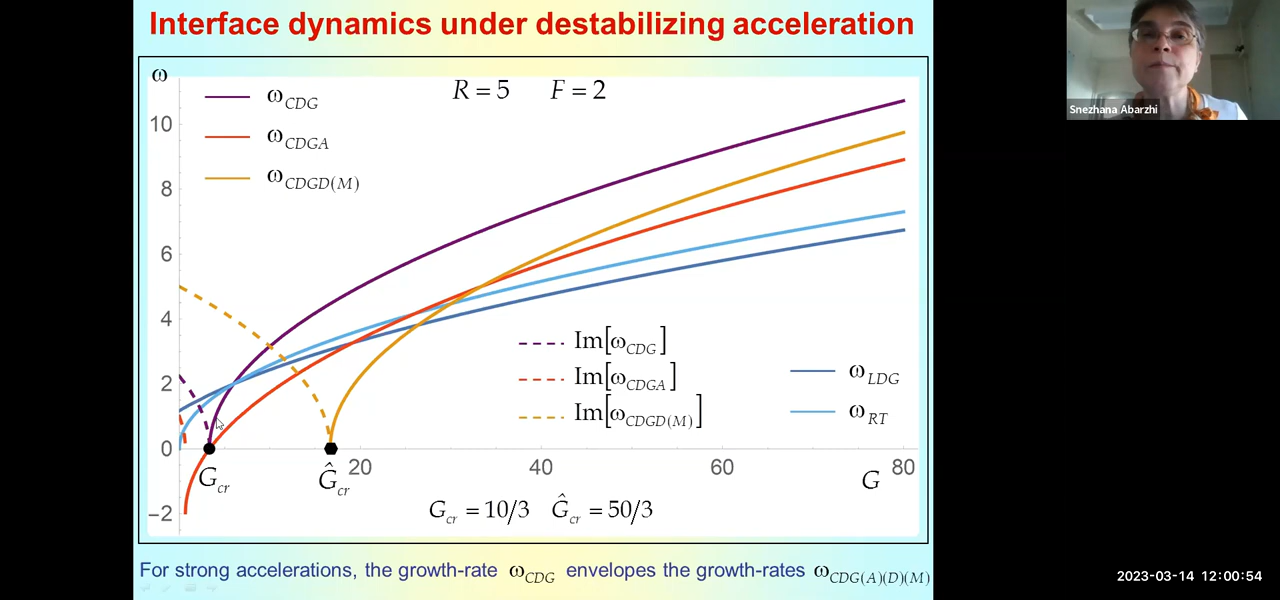 Interface dynamics under destabilizing acceleration
ω
R = 5 F = 2
ω_CDG
ω_CDGA
ω_CDGD(M)
10
8
6
4
2
0
−2
Im[ω_CDG]
Im[ω_CDGA]
Im[ω_CDGD(M)]
ω_LDG
ω_RT
20
40
60
80
G_cr
Ĝ_cr
G
G_cr = 10/3 Ĝ_cr = 50/3
For strong accelerations, the growth-rate ω_CDG envelopes the growth-rates ω_CDG(A)(D)(M)
Snezhana Abarzhi
2023-03-14 12:00:54